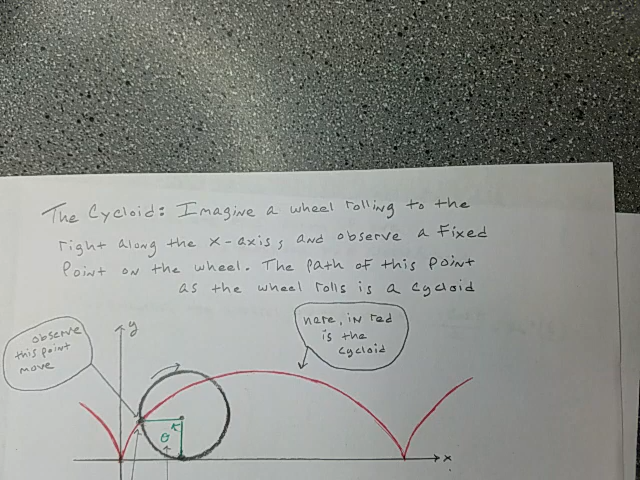 The Cycloid: Imagine a wheel rolling to the
right along the x-axis, and observe a fixed
Point on the wheel. The path of this point
as the wheel rolls is a cycloid
observe
this point
move
y
here, in red
is the
cycloid
θ
x